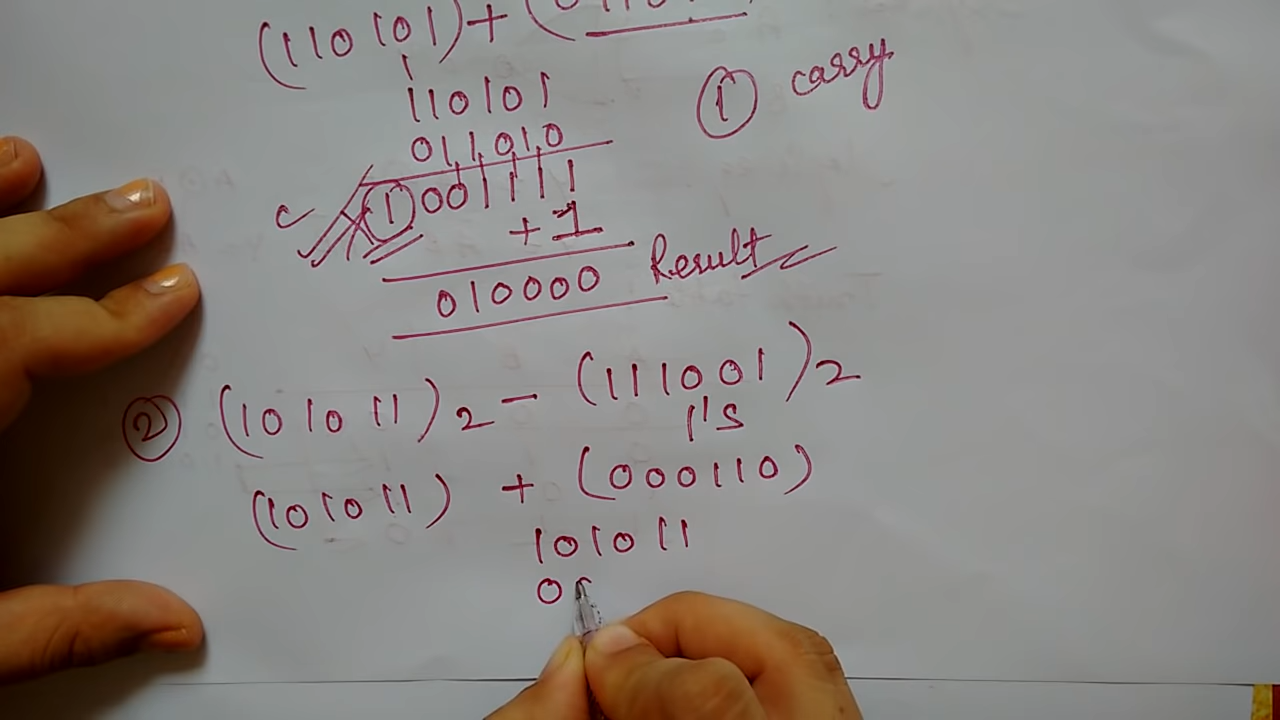 (110101)+(
1
110101 ① carry
011010
c ①001111
+1
010000 Result
② (101011)2 - (111001)2
1's
(101011) + (000110)
101011
0